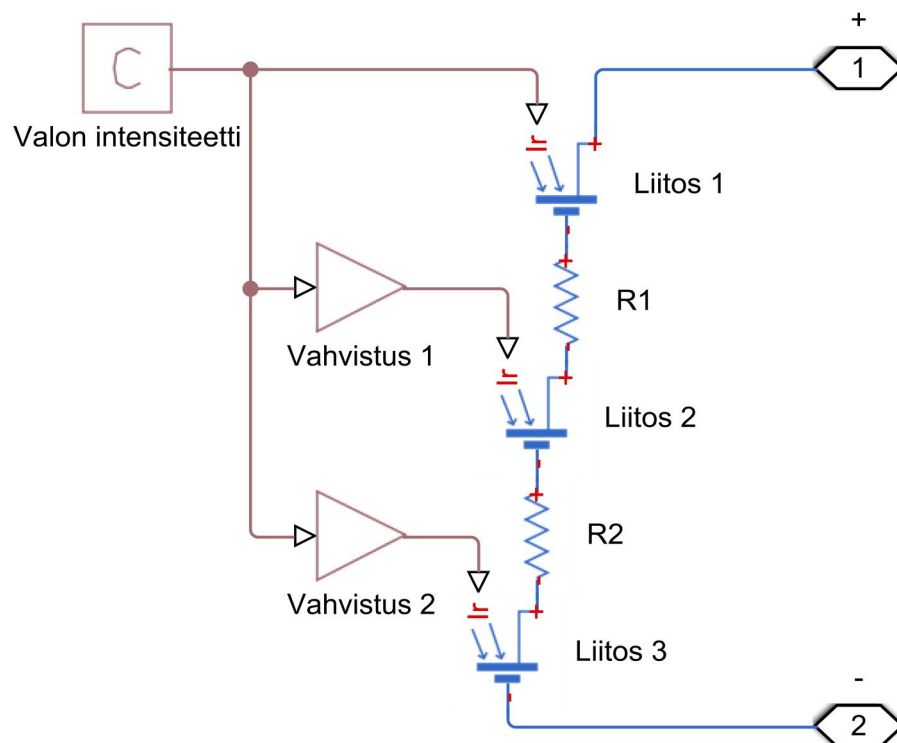 +
1
C
Valon intensiteetti
Ir
+
Liitos 1
-
+
R1
Vahvistus 1
-
+
Ir
Liitos 2
-
+
R2
Vahvistus 2
-
+
Ir
Liitos 3
-
-
2